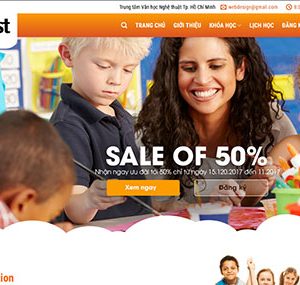 Trung tâm Văn học Nghệ thuật Tp. Hồ Chí Minh
webdesign@gmail.com
st
TRANG CHỦ GIỚI THIỆU KHÓA HỌC LỊCH HỌC ĐĂNG
SALE OF 50%
Nhận ngay ưu đãi tới 50% chỉ từ ngày 15.120.2017 đến 11.2017
Xem ngay
Đăng ký
ion